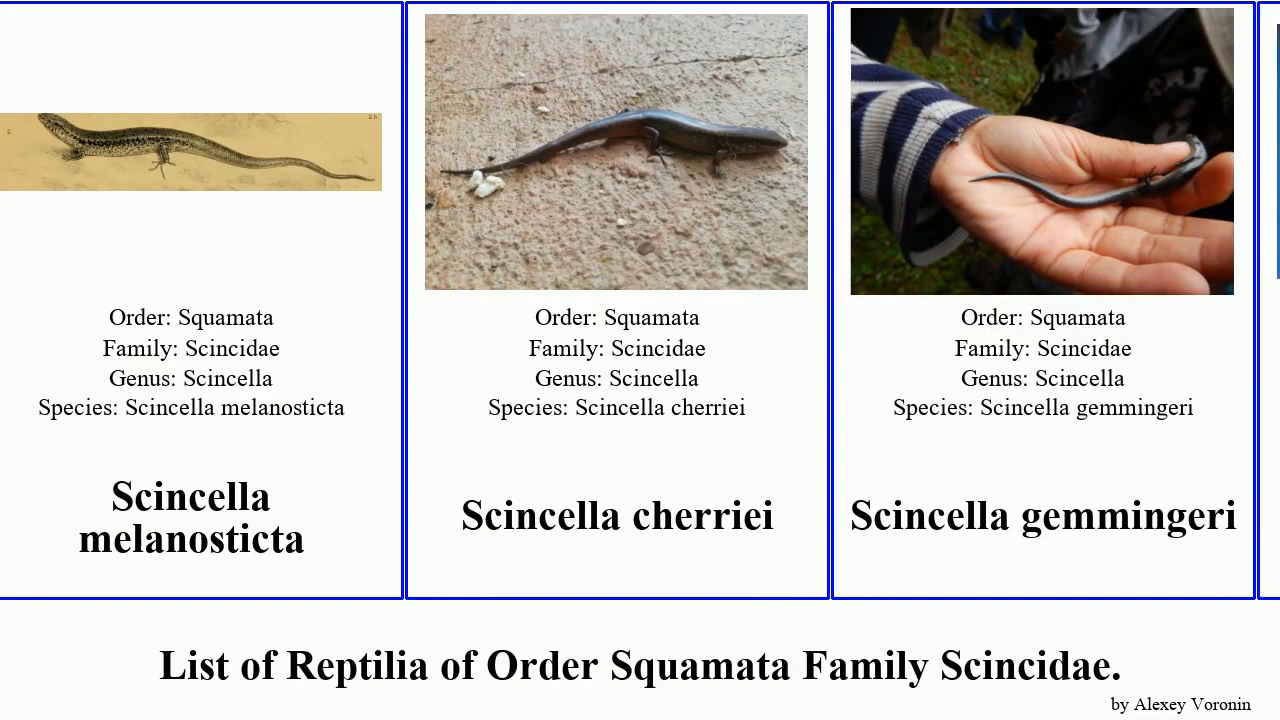 Order: Squamata
Family: Scincidae
Genus: Scincella
Species: Scincella melanosticta
Scincella
melanosticta
Order: Squamata
Family: Scincidae
Genus: Scincella
Species: Scincella cherriei
Scincella cherriei
Order: Squamata
Family: Scincidae
Genus: Scincella
Species: Scincella gemmingeri
Scincella gemmingeri
List of Reptilia of Order Squamata Family Scincidae.
by Alexey Voronin